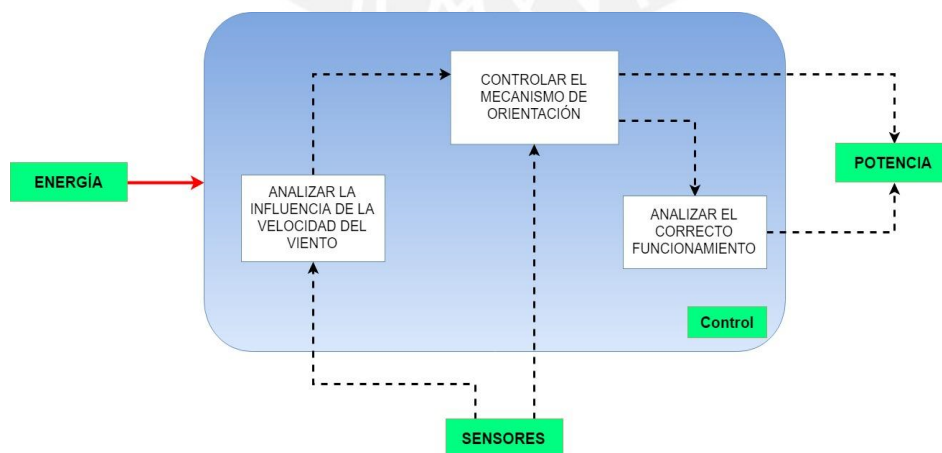 CONTROLAR EL
MECANISMO DE
ORIENTACIÓN
ENERGÍA
ANALIZAR LA
INFLUENCIA DE LA
VELOCIDAD DEL
VIENTO
POTENCIA
ANALIZAR EL
CORRECTO
FUNCIONAMIENTO
Control
SENSORES